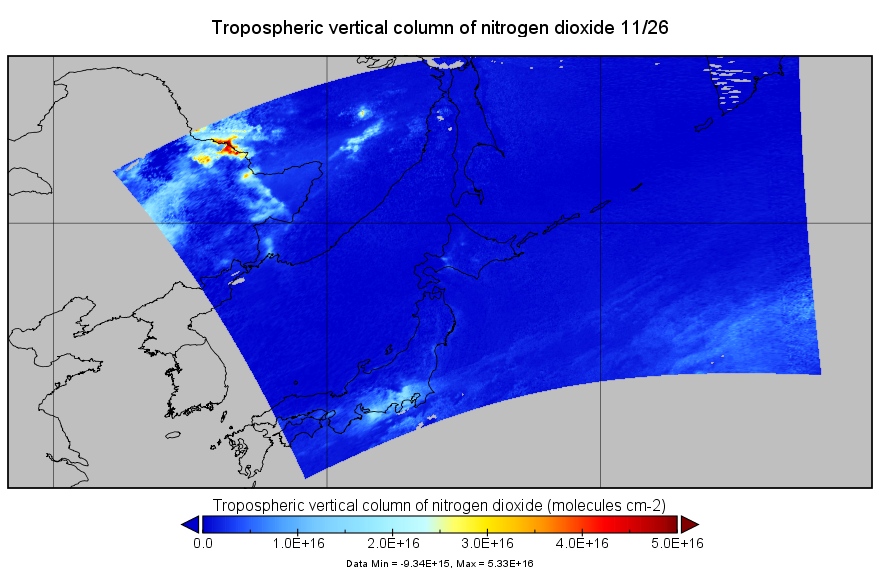 Tropospheric vertical column of nitrogen dioxide 11/26
Tropospheric vertical column of nitrogen dioxide (molecules cm-2)
0.0 1.0E+16 2.0E+16 3.0E+16 4.0E+16 5.0E+16
Data Min = -9.34E+15, Max = 5.33E+16